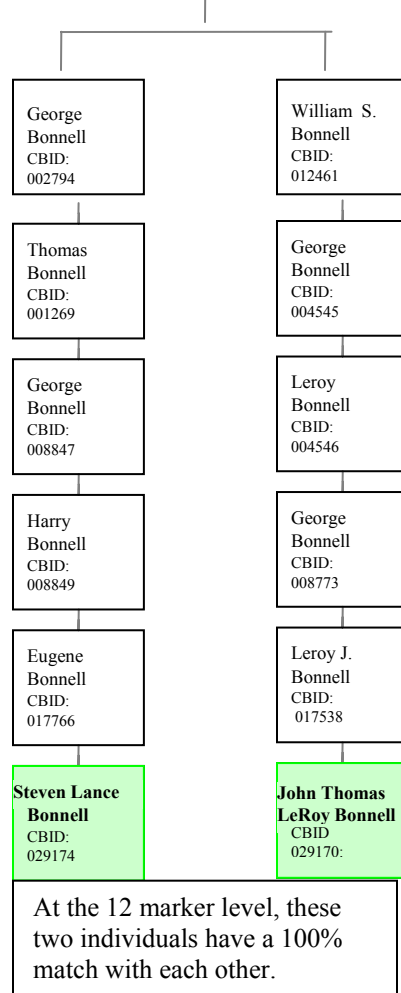 George
Bonnell
CBID:
002794
Thomas
Bonnell
CBID:
001269
George
Bonnell
CBID:
008847
Harry
Bonnell
CBID:
008849
Eugene
Bonnell
CBID:
017766
Steven Lance
Bonnell
CBID:
029174
William S.
Bonnell
CBID:
012461
George
Bonnell
CBID:
004545
Leroy
Bonnell
CBID:
004546
George
Bonnell
CBID:
008773
Leroy J.
Bonnell
CBID:
017538
John Thomas
LeRoy Bonnell
CBID
029170:
At the 12 marker level, these
two individuals have a 100%
match with each other.